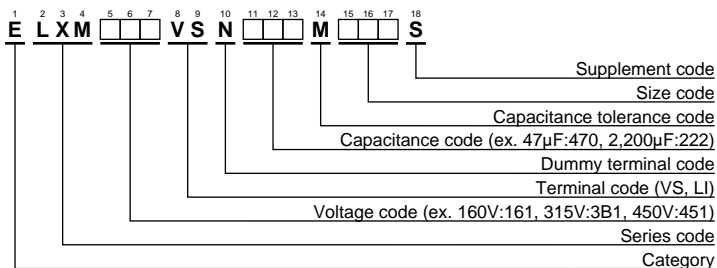 1 2 3 4 5 6 7 8 9 10 11 12 13 14 15 16 17 18
E L X M V S N M S
Supplement code
Size code
Capacitance tolerance code
Capacitance code (ex. 47µF:470, 2,200µF:222)
Dummy terminal code
Terminal code (VS, LI)
Voltage code (ex. 160V:161, 315V:3B1, 450V:451)
Series code
Category